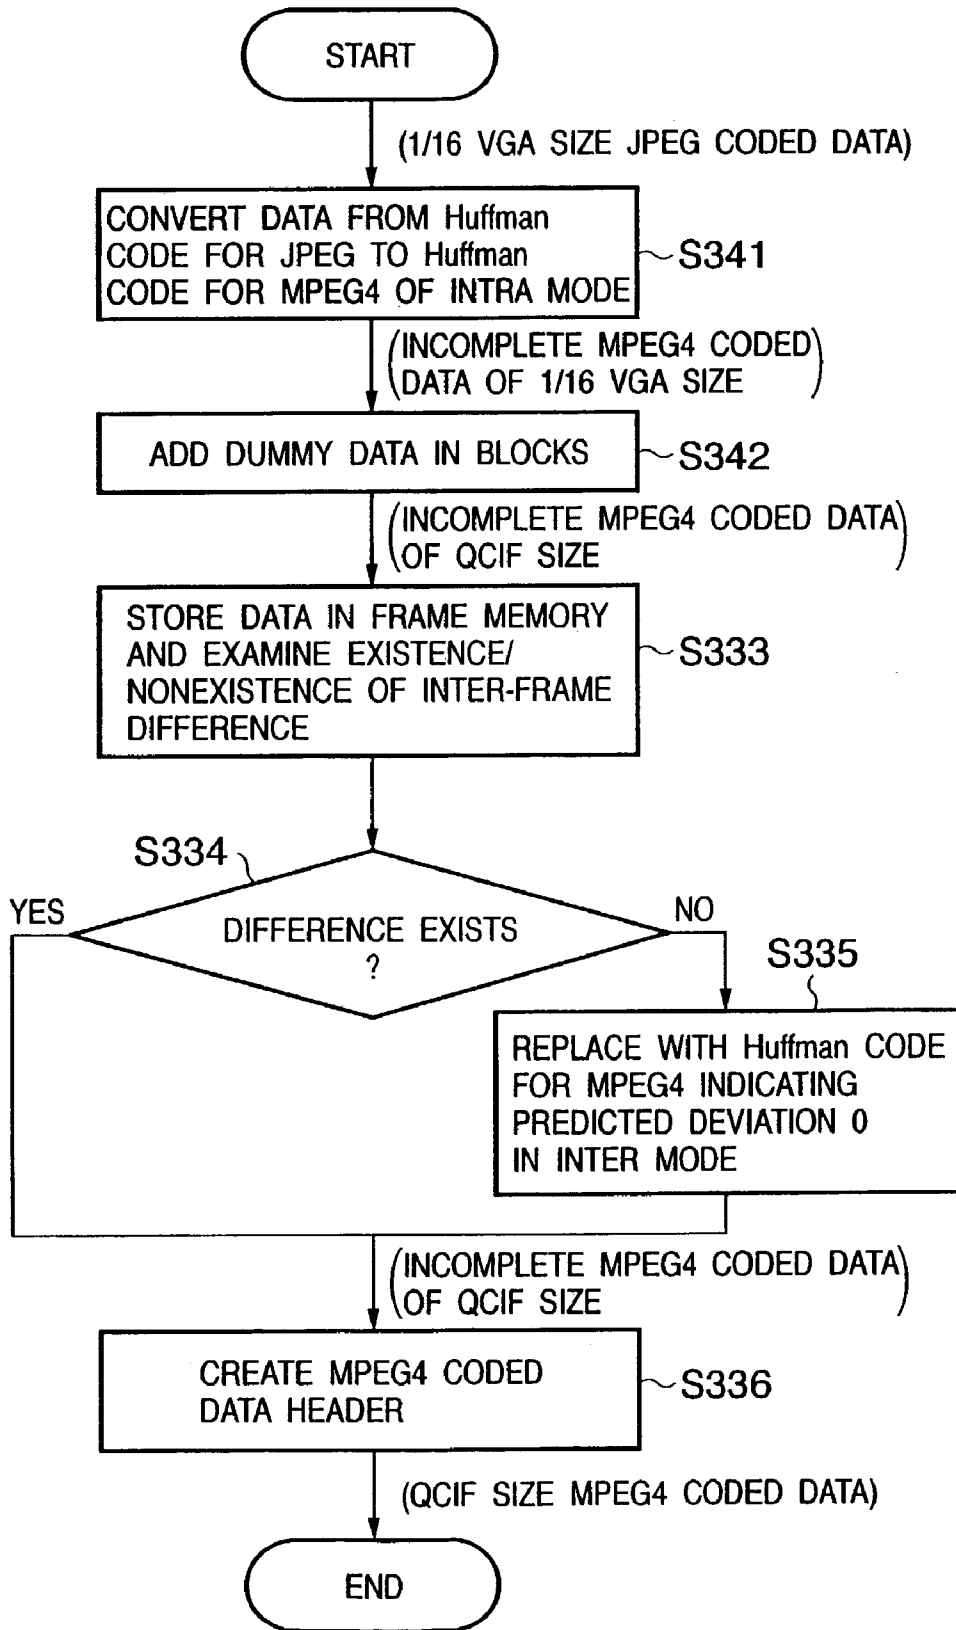 START
(1/16 VGA SIZE JPEG CODED DATA)
CONVERT DATA FROM Huffman
CODE FOR JPEG TO Huffman
CODE FOR MPEG4 OF INTRA MODE
S341
(INCOMPLETE MPEG4 CODED
DATA OF 1/16 VGA SIZE)
ADD DUMMY DATA IN BLOCKS
S342
(INCOMPLETE MPEG4 CODED DATA
OF QCIF SIZE)
STORE DATA IN FRAME MEMORY
AND EXAMINE EXISTENCE/
NONEXISTENCE OF INTER-FRAME
DIFFERENCE
S333
S334
YES
DIFFERENCE EXISTS
?
NO
S335
REPLACE WITH Huffman CODE
FOR MPEG4 INDICATING
PREDICTED DEVIATION 0
IN INTER MODE
(INCOMPLETE MPEG4 CODED DATA
OF QCIF SIZE)
CREATE MPEG4 CODED
DATA HEADER
S336
(QCIF SIZE MPEG4 CODED DATA)
END